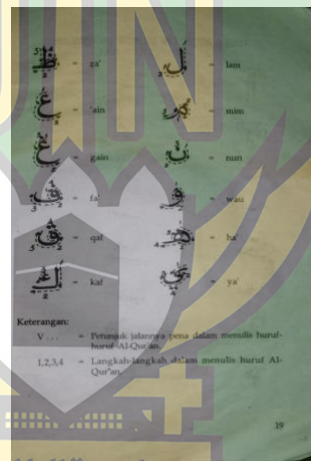 ظ = za' ل = lam
ع = 'ain م = mim
غ = gain ن = nun
ف = fa' و = wau
ق = qaf هـ = ha'
ك = kaf ي = ya'
Keterangan:
V . . . = Petunjuk jalannya pena dalam menulis huruf-
huruf Al-Qur'an.
1,2,3,4 = Langkah-langkah dalam menulis huruf Al-
Qur'an.
19